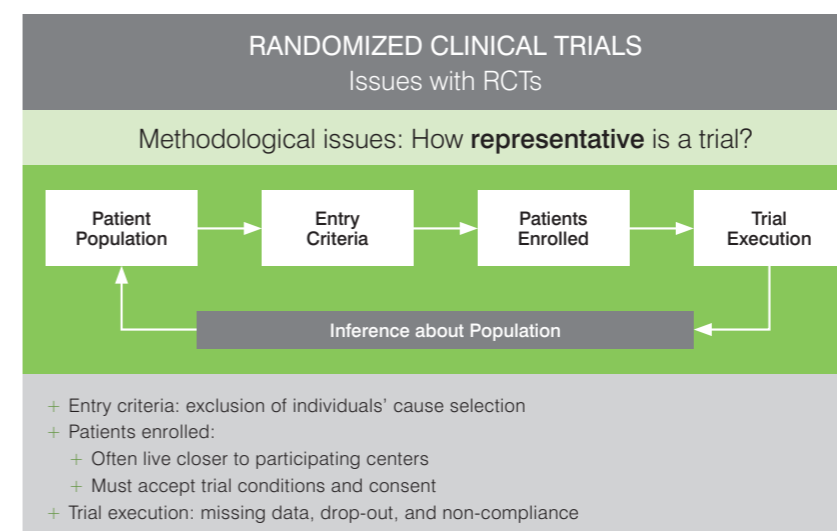 RANDOMIZED CLINICAL TRIALS
Issues with RCTs
Methodological issues: How representative is a trial?
Patient
Population
Entry
Criteria
Patients
Enrolled
Trial
Execution
Inference about Population
+ Entry criteria: exclusion of individuals’ cause selection
+ Patients enrolled:
+ Often live closer to participating centers
+ Must accept trial conditions and consent
+ Trial execution: missing data, drop-out, and non-compliance